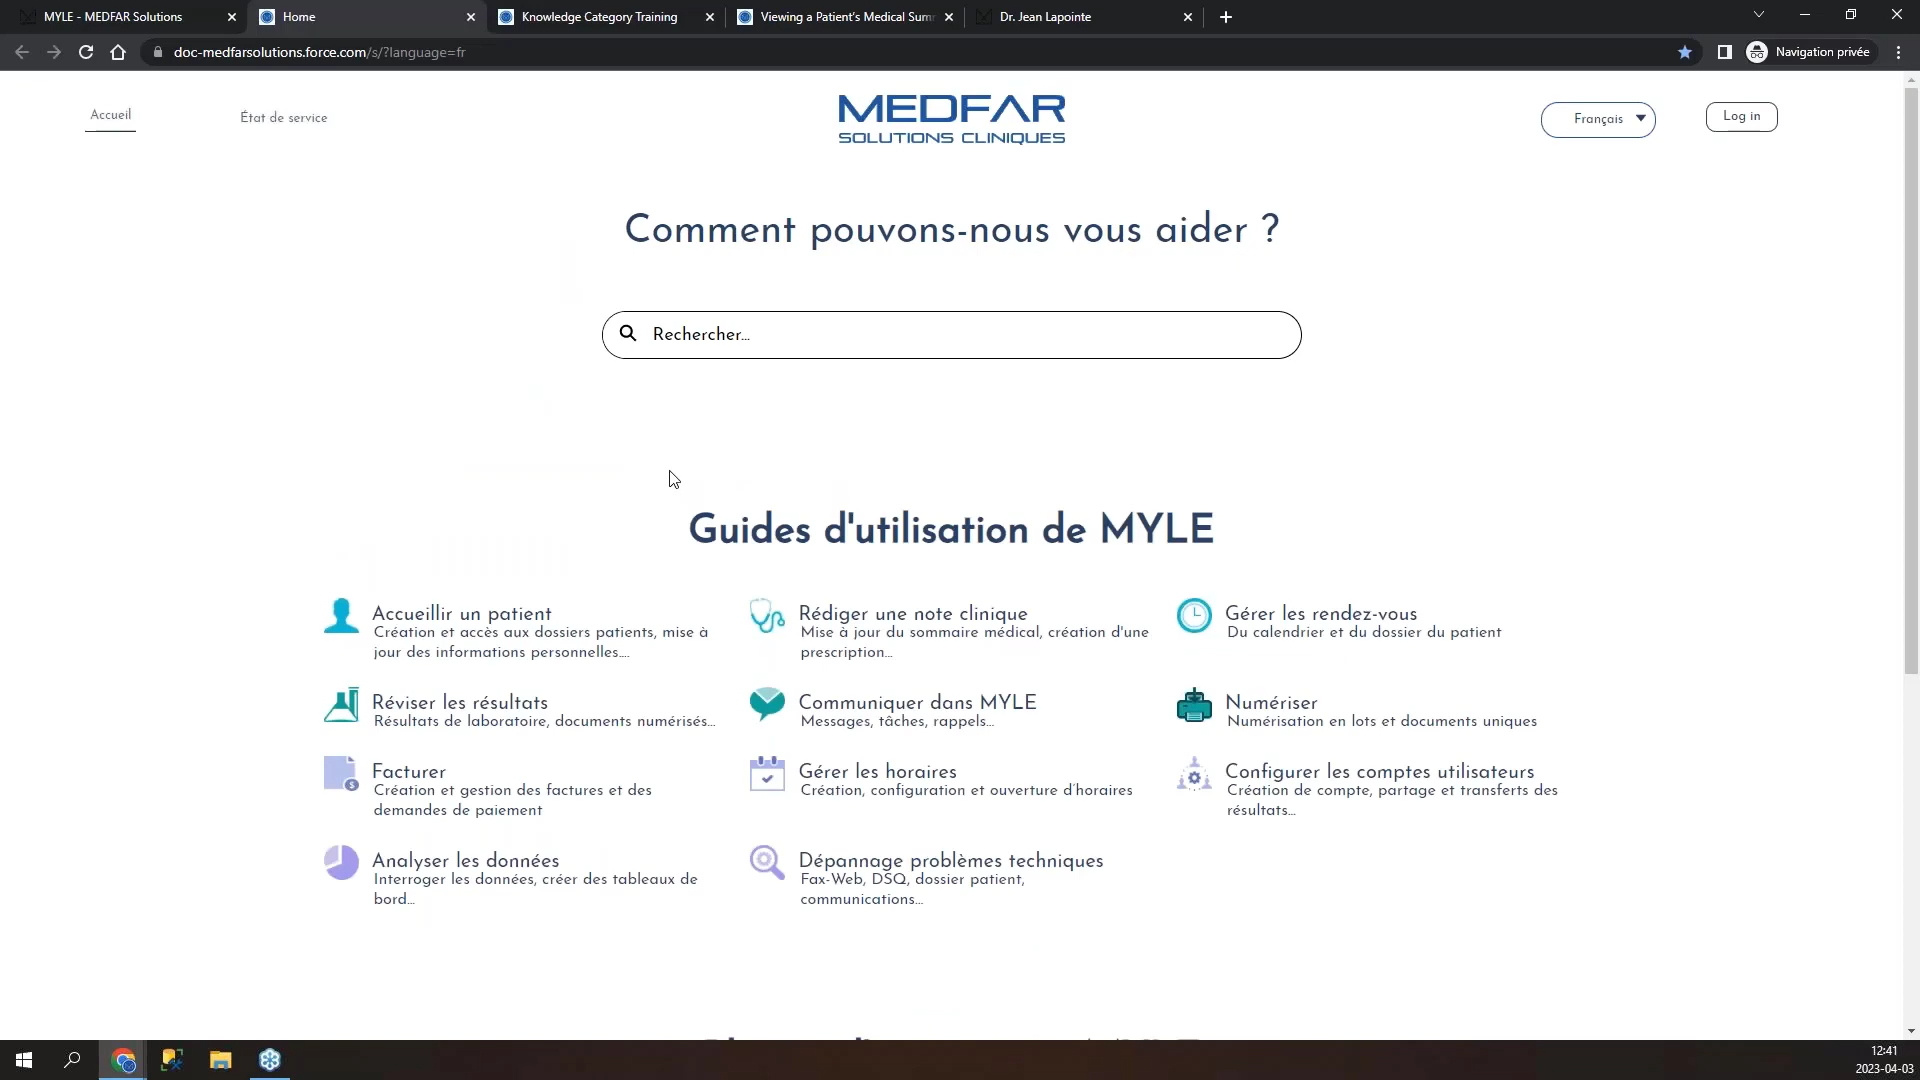 MYLE - MEDFAR Solutions
Home
Knowledge Category Training
Viewing a Patient's Medical Sum
Dr. Jean Lapointe
doc-medfarsolutions.force.com/s/?language=fr
Navigation privée
Accueil
État de service
MEDFAR
SOLUTIONS CLINIQUES
Français
Log in
Comment pouvons-nous vous aider ?
Rechercher...
Guides d'utilisation de MYLE
Accueillir un patient
Création et accès aux dossiers patients, mise à
jour des informations personnelles....
Rédiger une note clinique
Mise à jour du sommaire médical, création d'une
prescription...
Gérer les rendez-vous
Du calendrier et du dossier du patient
Réviser les résultats
Résultats de laboratoire, documents numérisés...
Communiquer dans MYLE
Messages, tâches, rappels...
Numériser
Numérisation en lots et documents uniques
Facturer
Création et gestion des factures et des
demandes de paiement
Gérer les horaires
Création, configuration et ouverture d'horaires
Configurer les comptes utilisateurs
Création de compte, partage et transferts des
résultats...
Analyser les données
Interroger les données, créer des tableaux de
bord...
Dépannage problèmes techniques
Fax-Web, DSQ, dossier patient,
communications...
12:41
2023-04-03